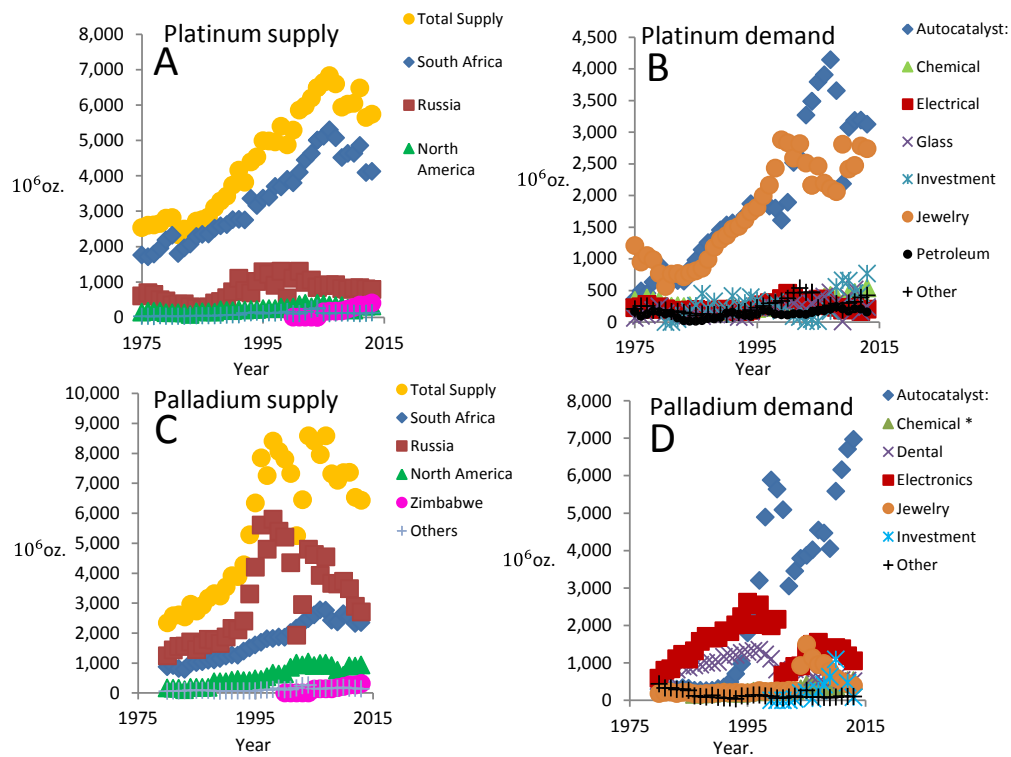 Platinum supply
A
8,000
7,000
6,000
5,000
4,000
3,000
2,000
1,000
0
10⁶oz.
1975
1995
2015
Year
Total Supply
South Africa
Russia
North
America
Platinum demand
B
4,500
4,000
3,500
3,000
2,500
2,000
1,500
1,000
500
0
10⁶oz.
1975
1995
2015
Year
Autocatalyst:
Chemical
Electrical
Glass
Investment
Jewelry
Petroleum
Other
Palladium supply
C
10,000
9,000
8,000
7,000
6,000
5,000
4,000
3,000
2,000
1,000
0
10⁶oz.
1975
1995
2015
Year
Total Supply
South Africa
Russia
North America
Zimbabwe
Others
Palladium demand
D
8,000
7,000
6,000
5,000
4,000
3,000
2,000
1,000
0
10⁶oz.
1975
1995
2015
Year.
Autocatalyst:
Chemical *
Dental
Electronics
Jewelry
Investment
Other